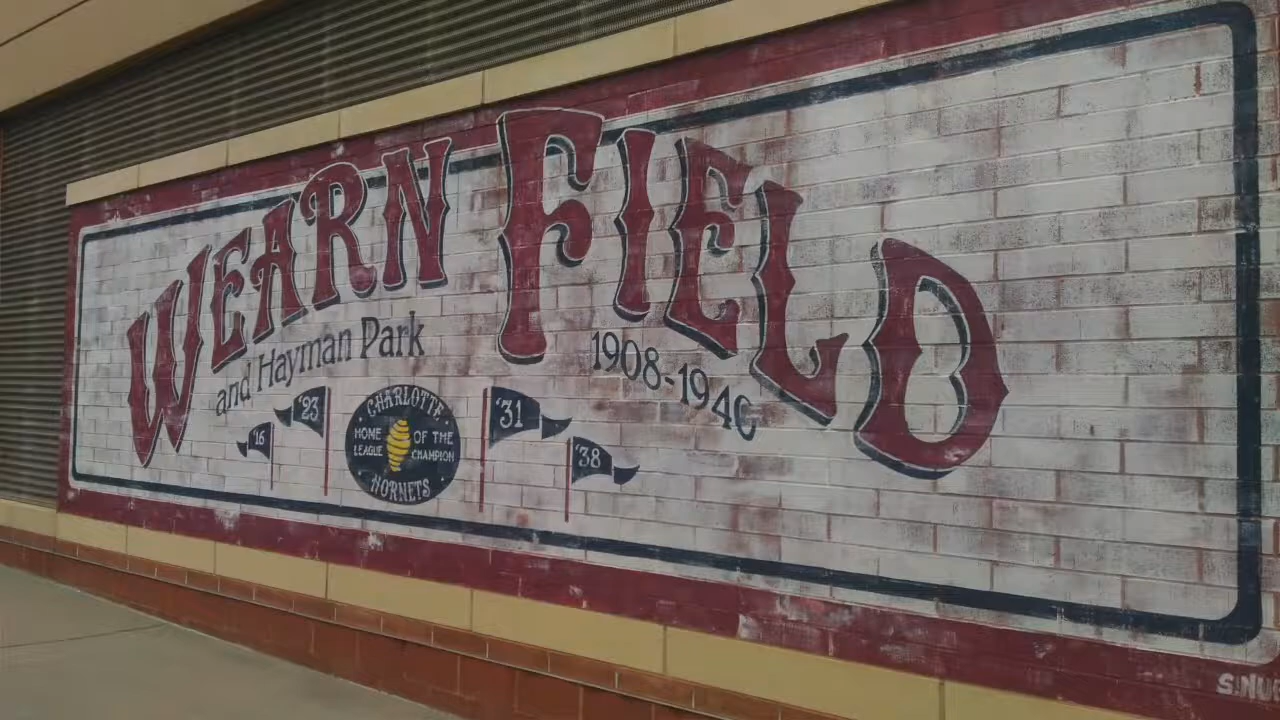 WEARN FIELD
and Hayman Park
1908-1940
'16
'23
CHARLOTTE
HOME OF THE
LEAGUE CHAMPION
HORNETS
'31
'38